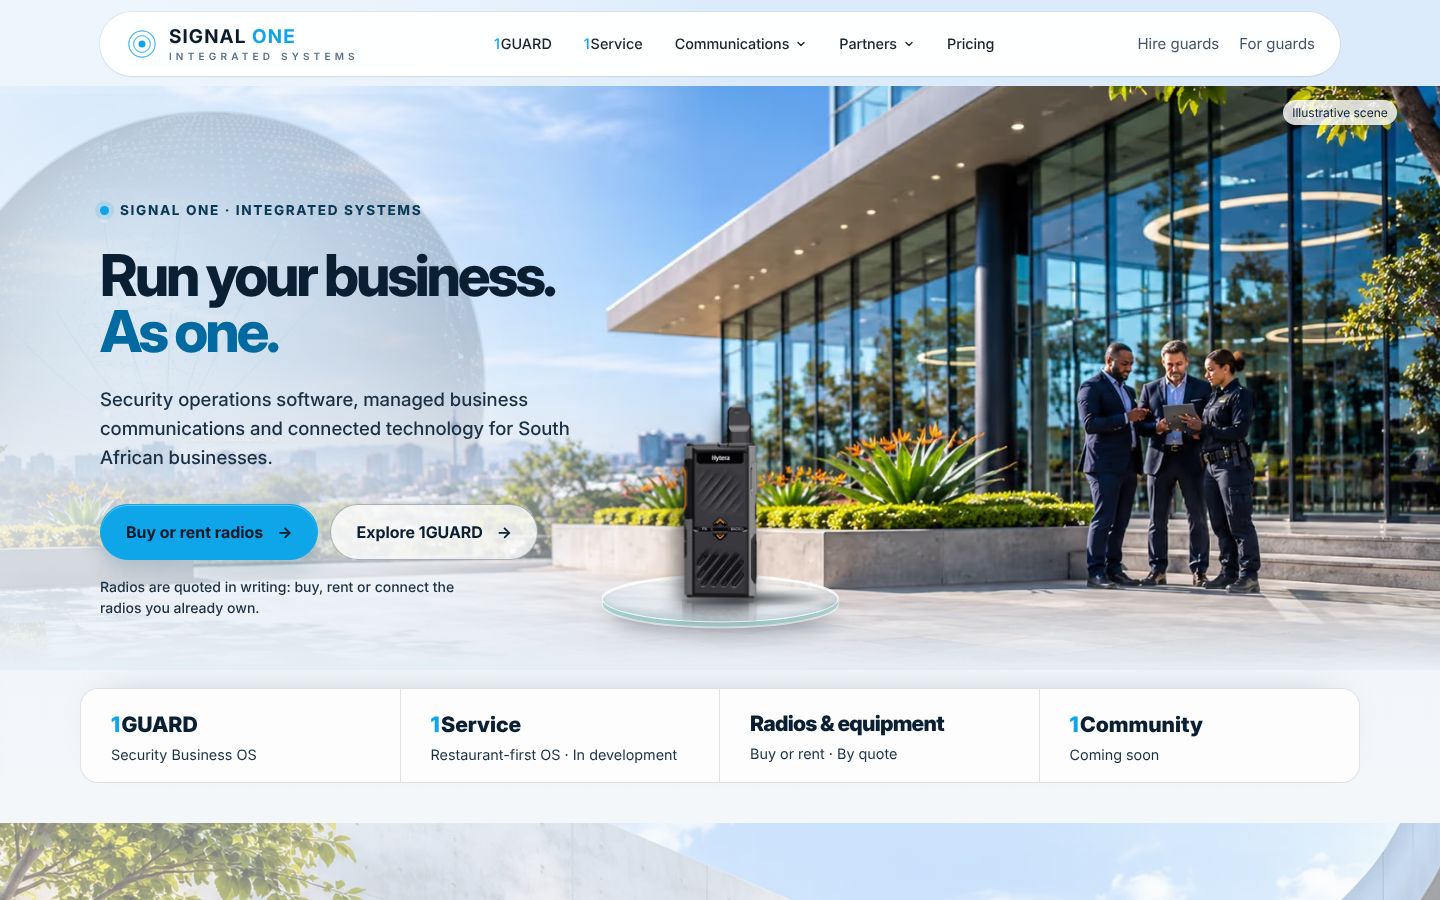 SIGNAL ONE
INTEGRATED SYSTEMS
1GUARD
1Service
Communications
Partners
Pricing
Hire guards
For guards
Illustrative scene
SIGNAL ONE · INTEGRATED SYSTEMS
Run your business.
As one.
Security operations software, managed business
communications and connected technology for South
African businesses.
Buy or rent radios →
Explore 1GUARD →
Radios are quoted in writing: buy, rent or connect the
radios you already own.
Hytera
1GUARD
Security Business OS
1Service
Restaurant-first OS · In development
Radios & equipment
Buy or rent · By quote
1Community
Coming soon